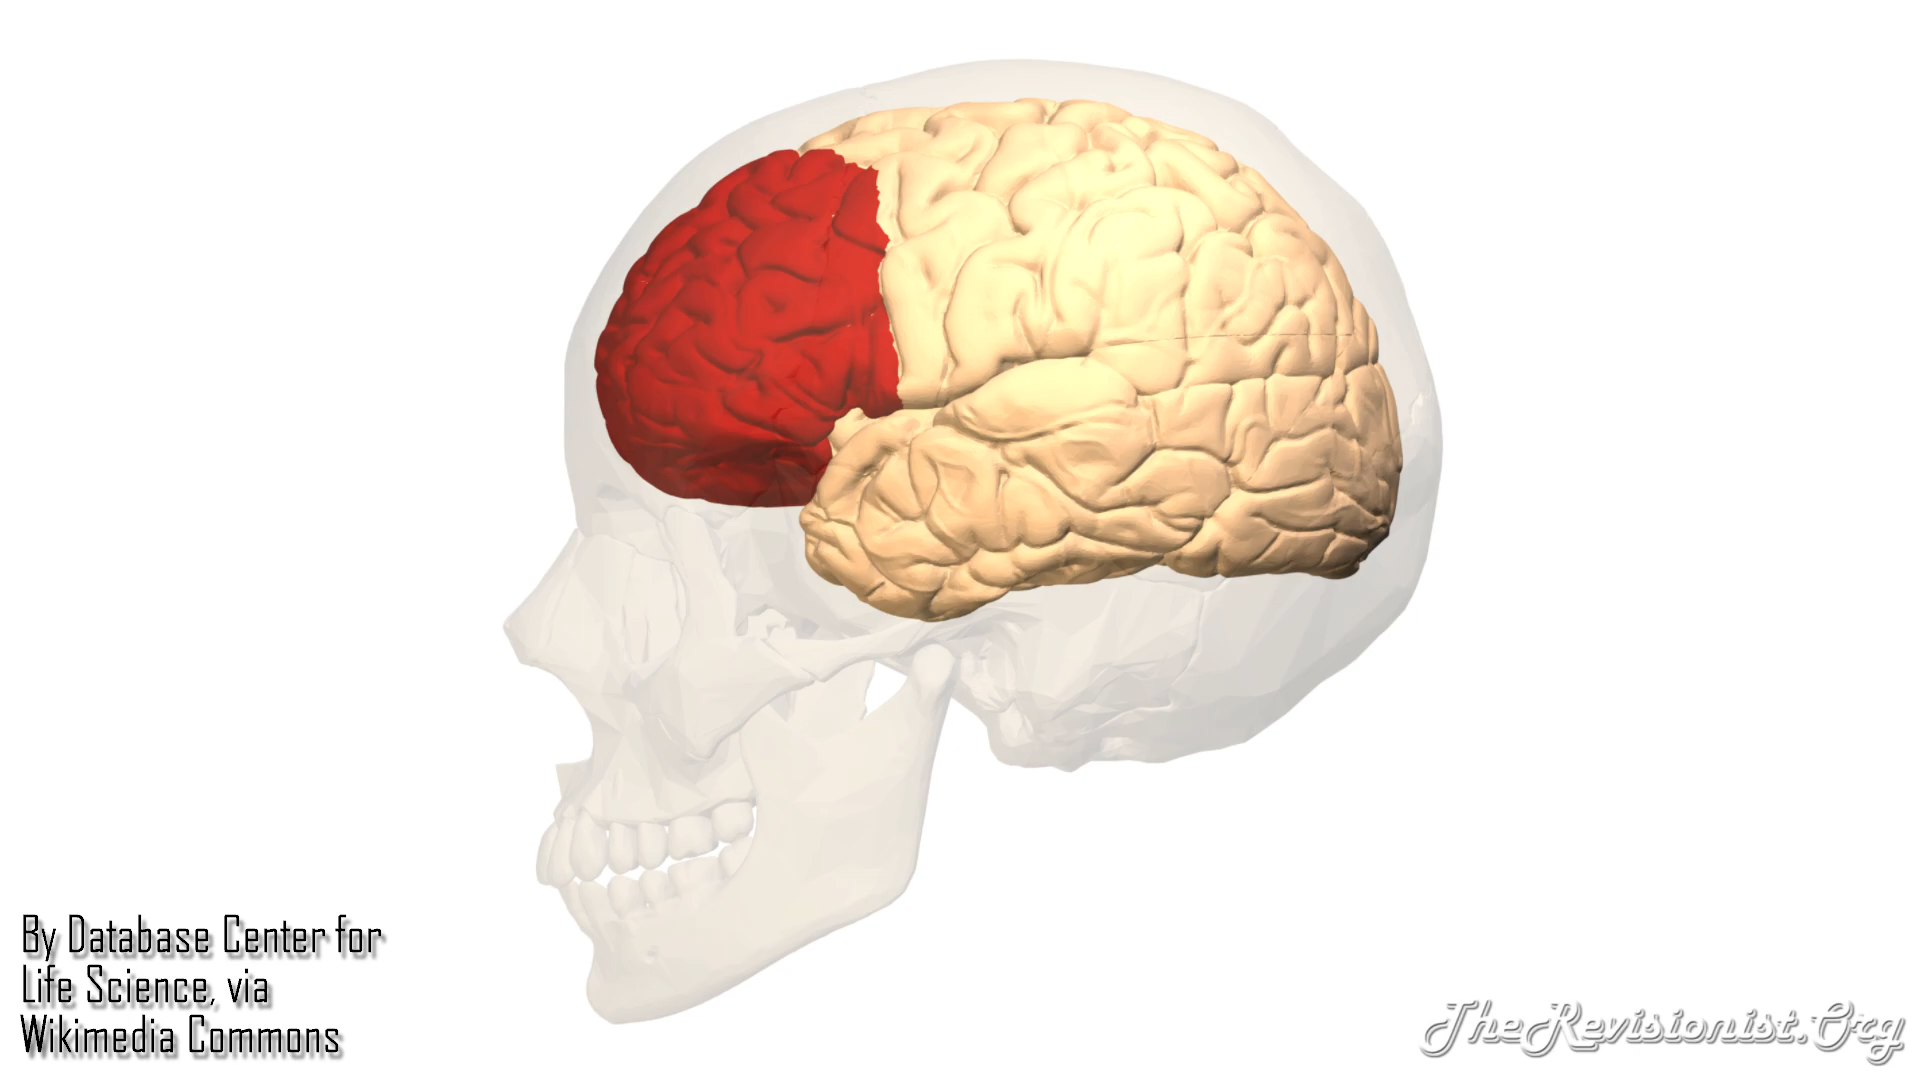 By Database Center for
Life Science, via
Wikimedia Commons
TheRevisionist.Org